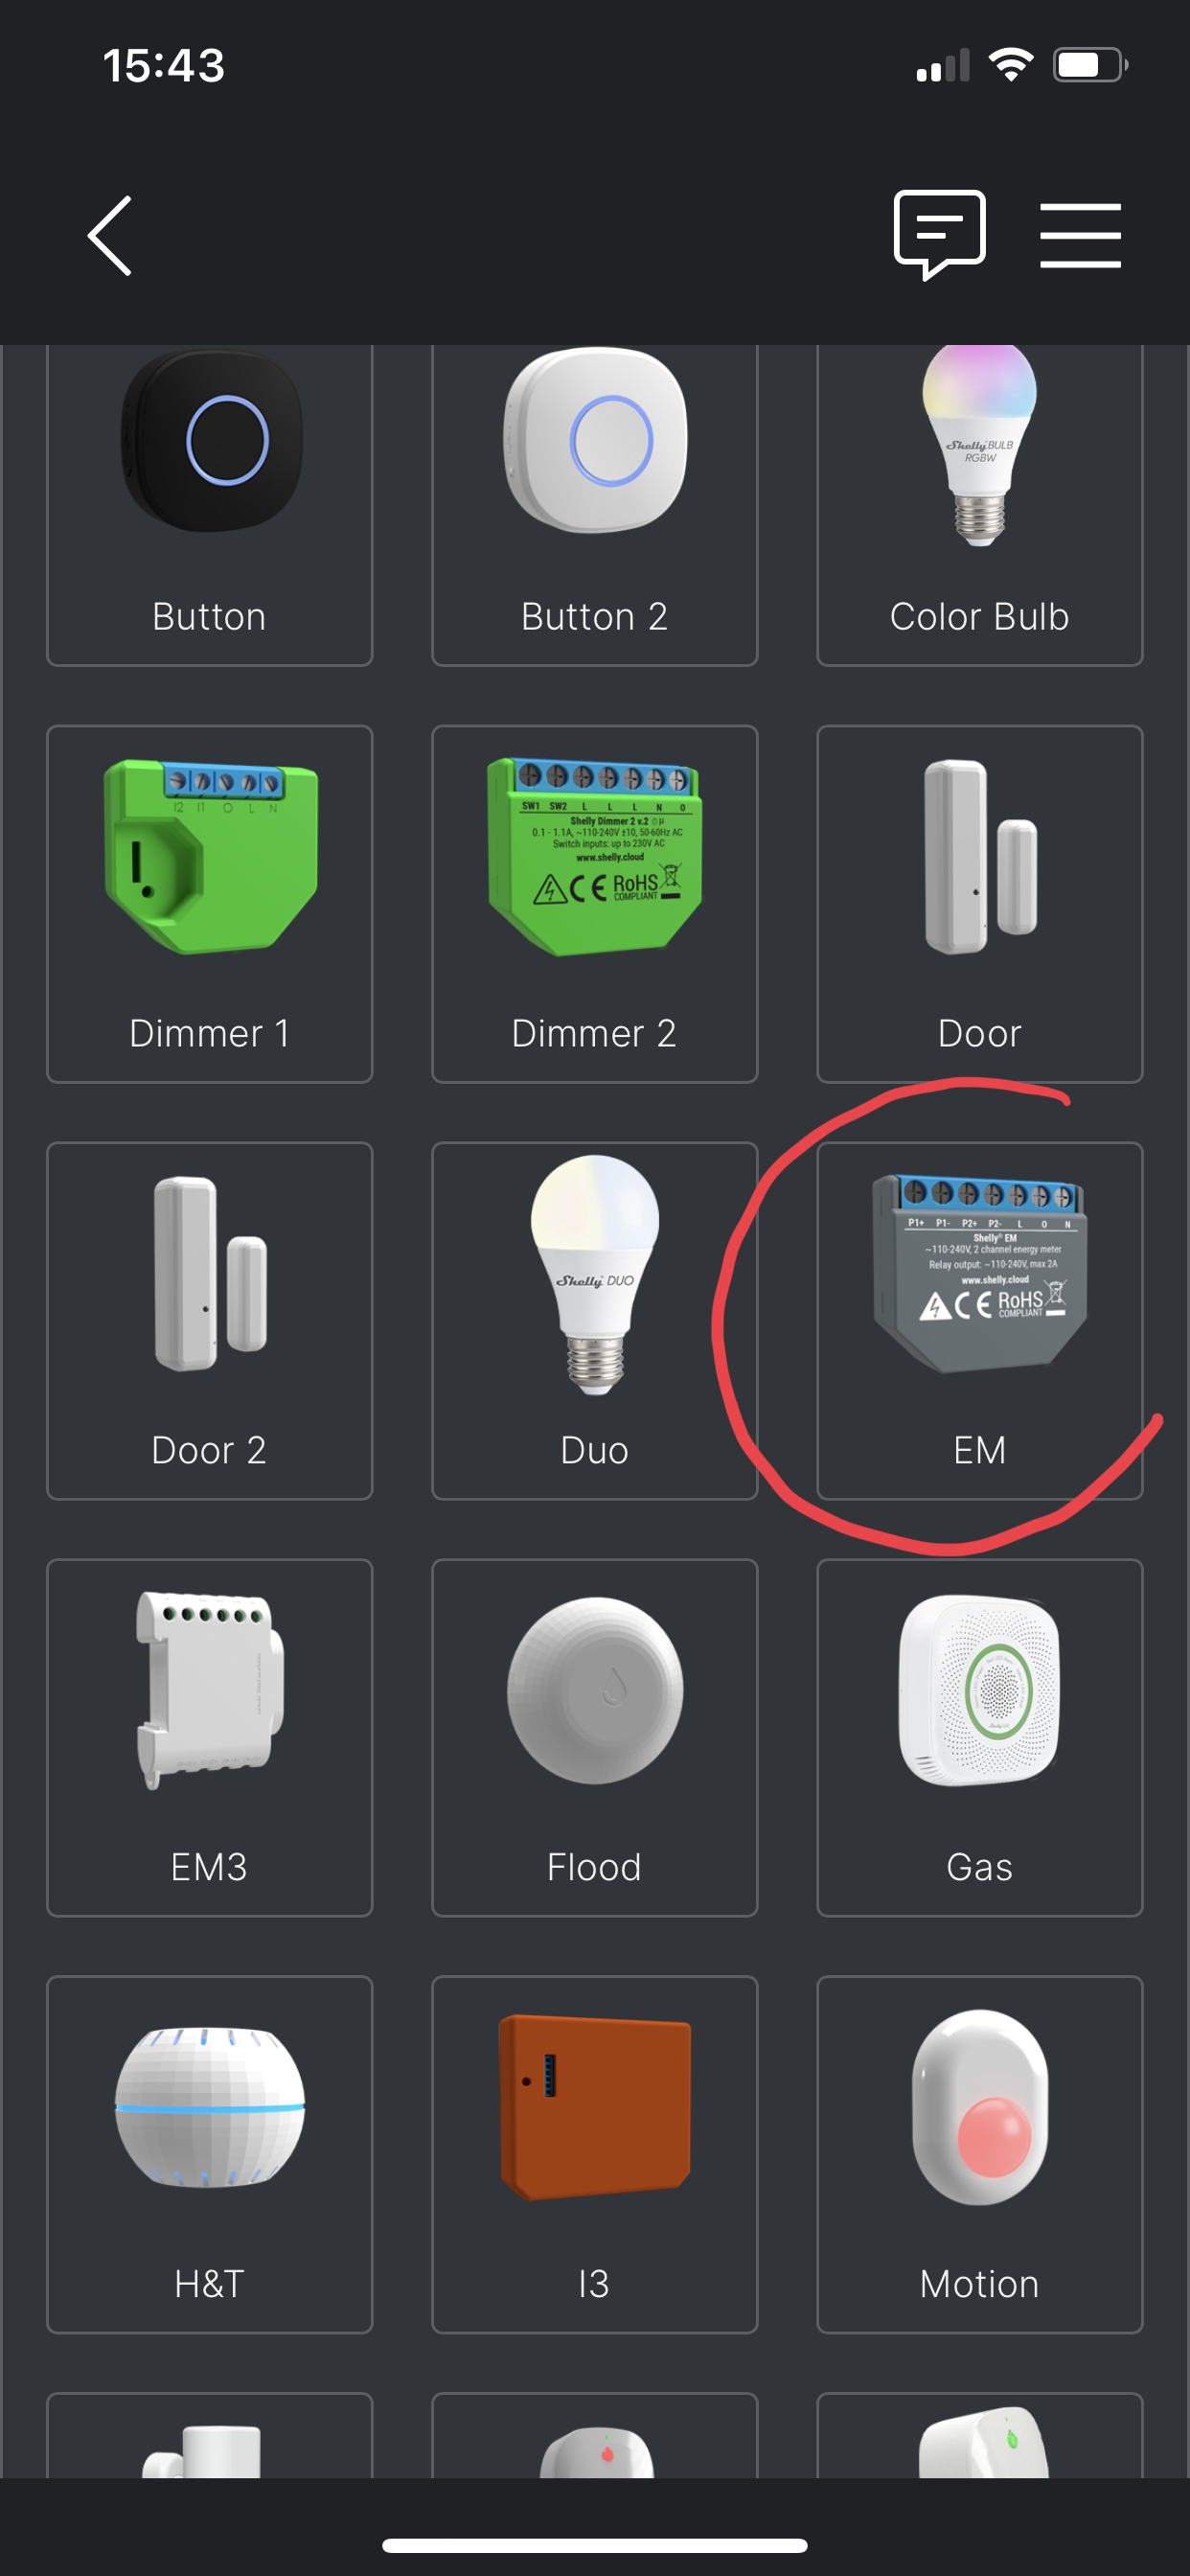 15:43
Shelly BULB
RGBW
Button
Button 2
Color Bulb
I2 I1 O L N
SW1 SW2 L L L N O
Shelly Dimmer 2 v.2
0.1 - 1.1A, ~110-240V ±10, 50-60Hz AC
Switch inputs: up to 230V AC
www.shelly.cloud
CE RoHS
COMPLIANT
Dimmer 1
Dimmer 2
Door
Shelly DUO
P1+ P1- P2+ P2- L O N
Shelly® EM
~110-240V, 2 channel energy meter
Relay output: ~110-240V, max 2A
www.shelly.cloud
CE RoHS
COMPLIANT
Door 2
Duo
EM
EM3
Flood
Gas
H&T
I3
Motion